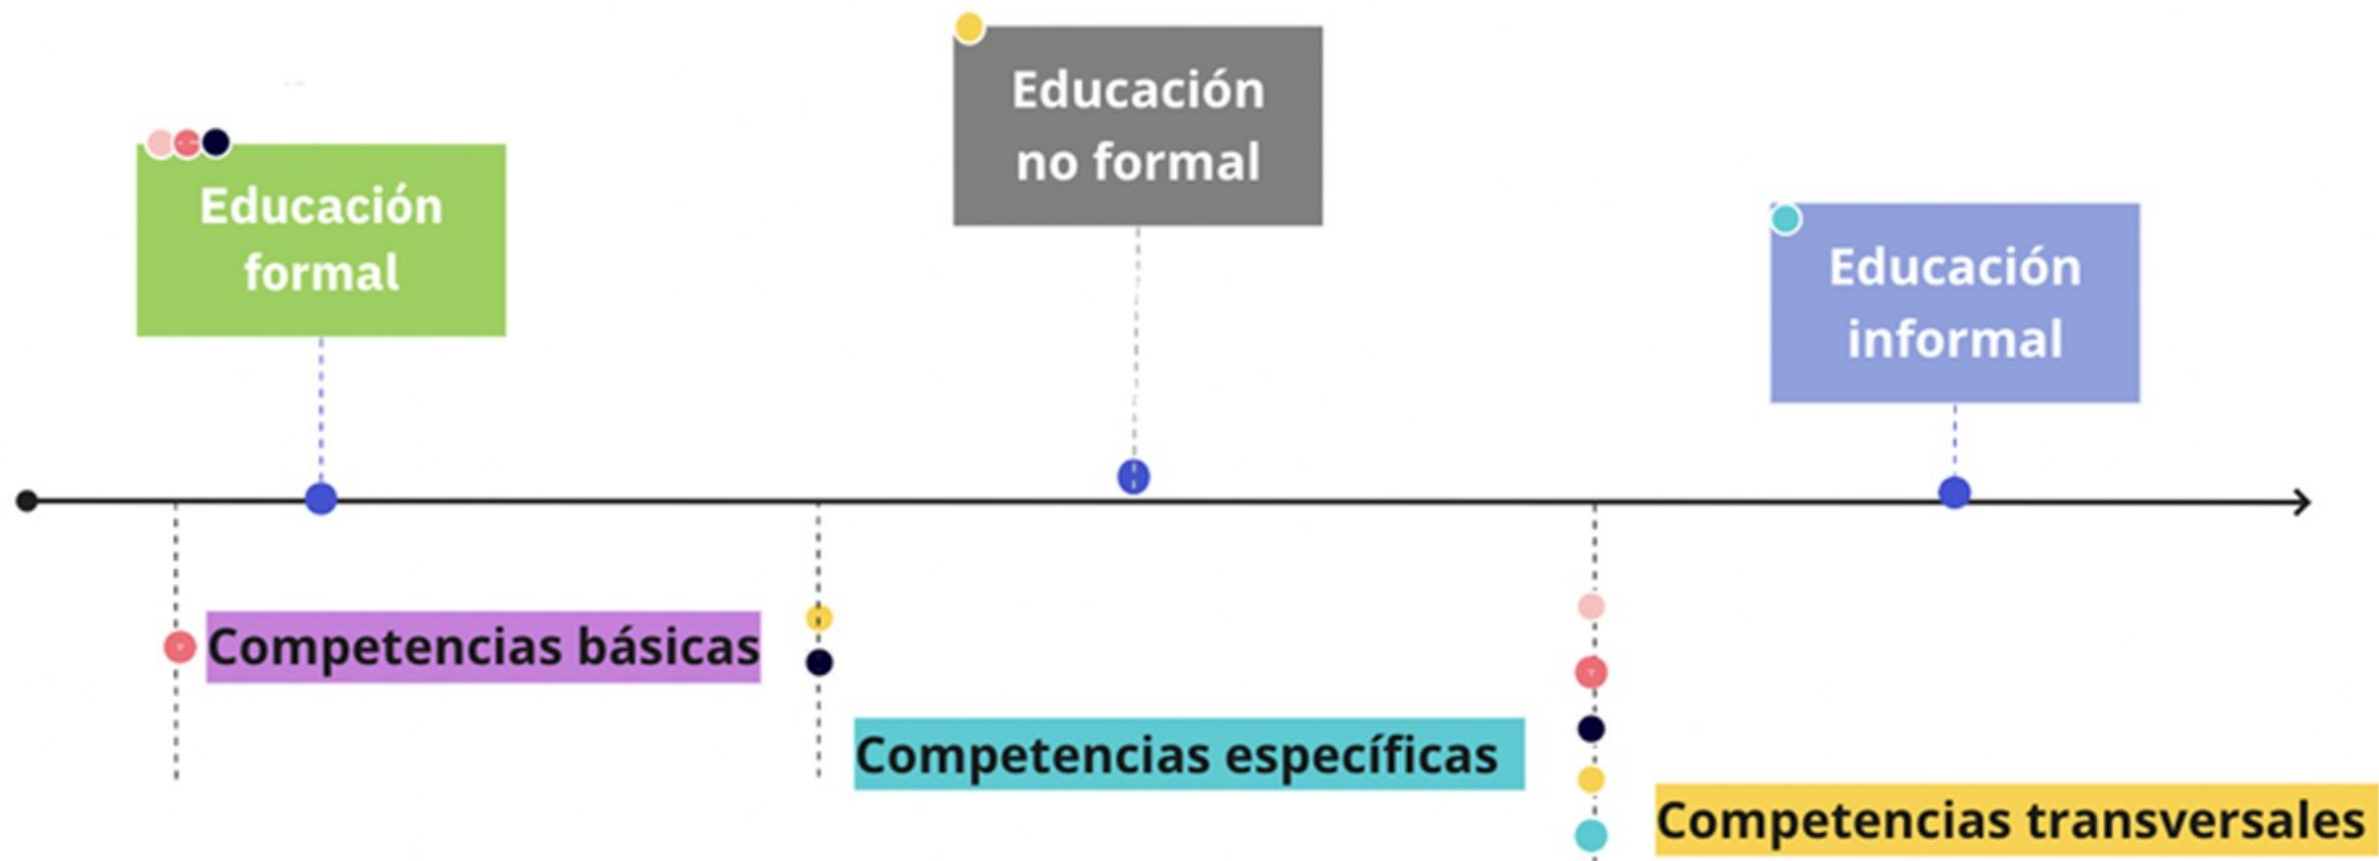 Educación
formal
Educación
no formal
Educación
informal
Competencias básicas
Competencias específicas
Competencias transversales